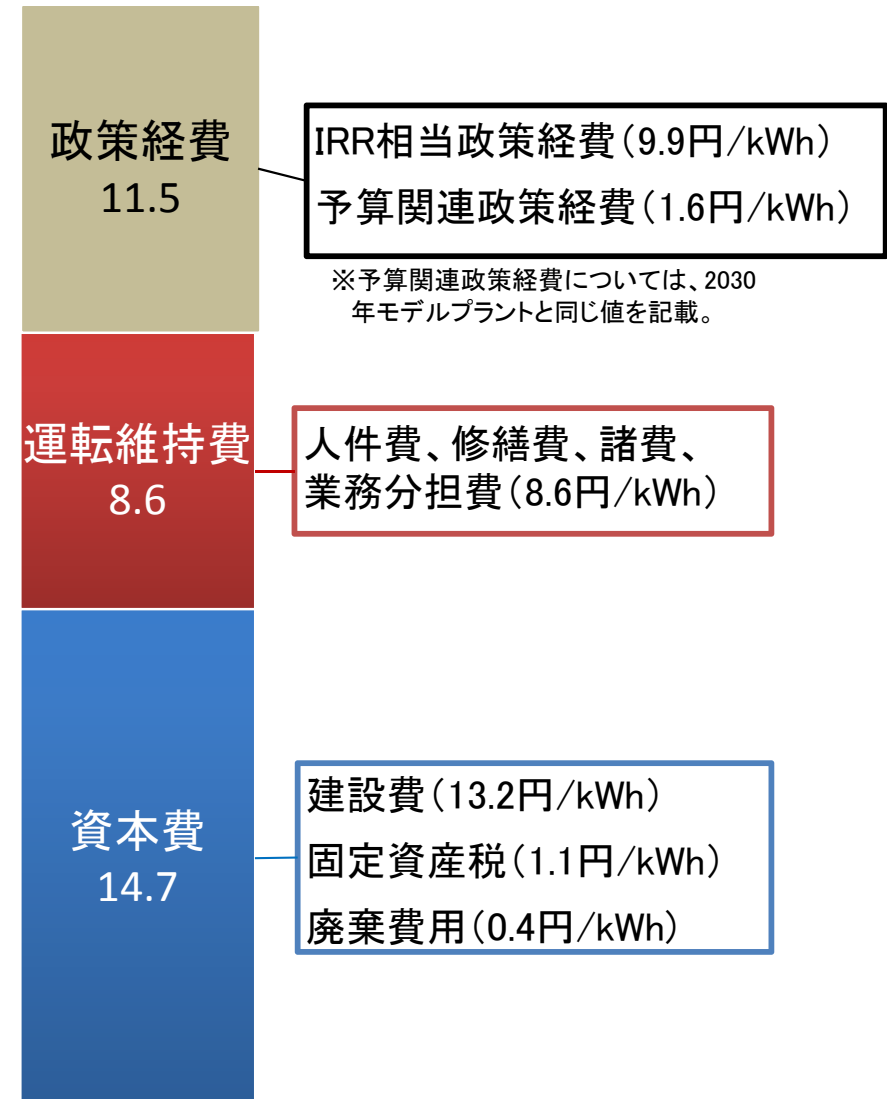 政策経費
11.5
IRR相当政策経費(9.9円/kWh)
予算関連政策経費(1.6円/kWh)
※予算関連政策経費については、2030
年モデルプラントと同じ値を記載。
運転維持費
8.6
人件費、修繕費、諸費、
業務分担費(8.6円/kWh)
資本費
14.7
建設費(13.2円/kWh)
固定資産税(1.1円/kWh)
廃棄費用(0.4円/kWh)